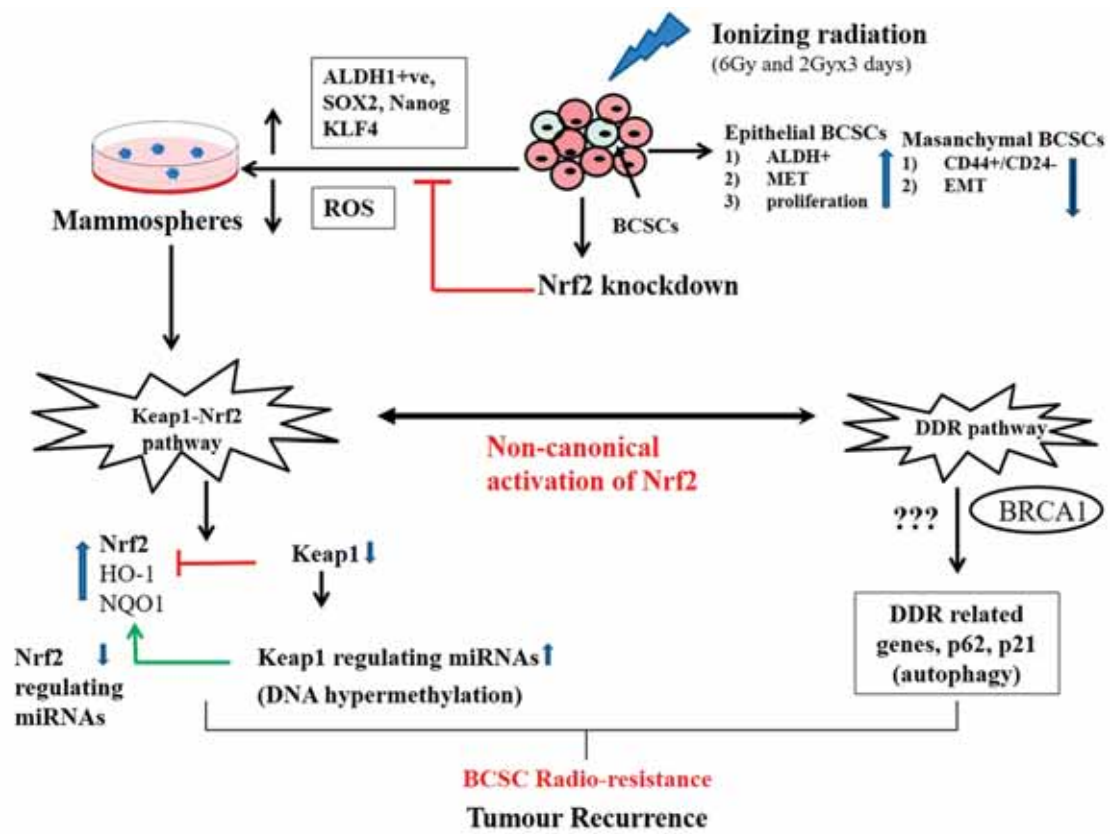 Ionizing radiation
(6Gy and 2Gyx3 days)
ALDH1+ve,
SOX2, Nanog
KLF4
ROS
Mammospheres
BCSCs
Epithelial BCSCs
1) ALDH+
2) MET
3) proliferation
Masanchymal BCSCs
1) CD44+/CD24-
2) EMT
Nrf2 knockdown
Keap1-Nrf2
pathway
Non-canonical
activation of Nrf2
DDR pathway
???
BRCA1
Nrf2
HO-1
NQO1
Keap1
Nrf2
regulating
miRNAs
Keap1 regulating miRNAs
(DNA hypermethylation)
DDR related
genes, p62, p21
(autophagy)
BCSC Radio-resistance
Tumour Recurrence